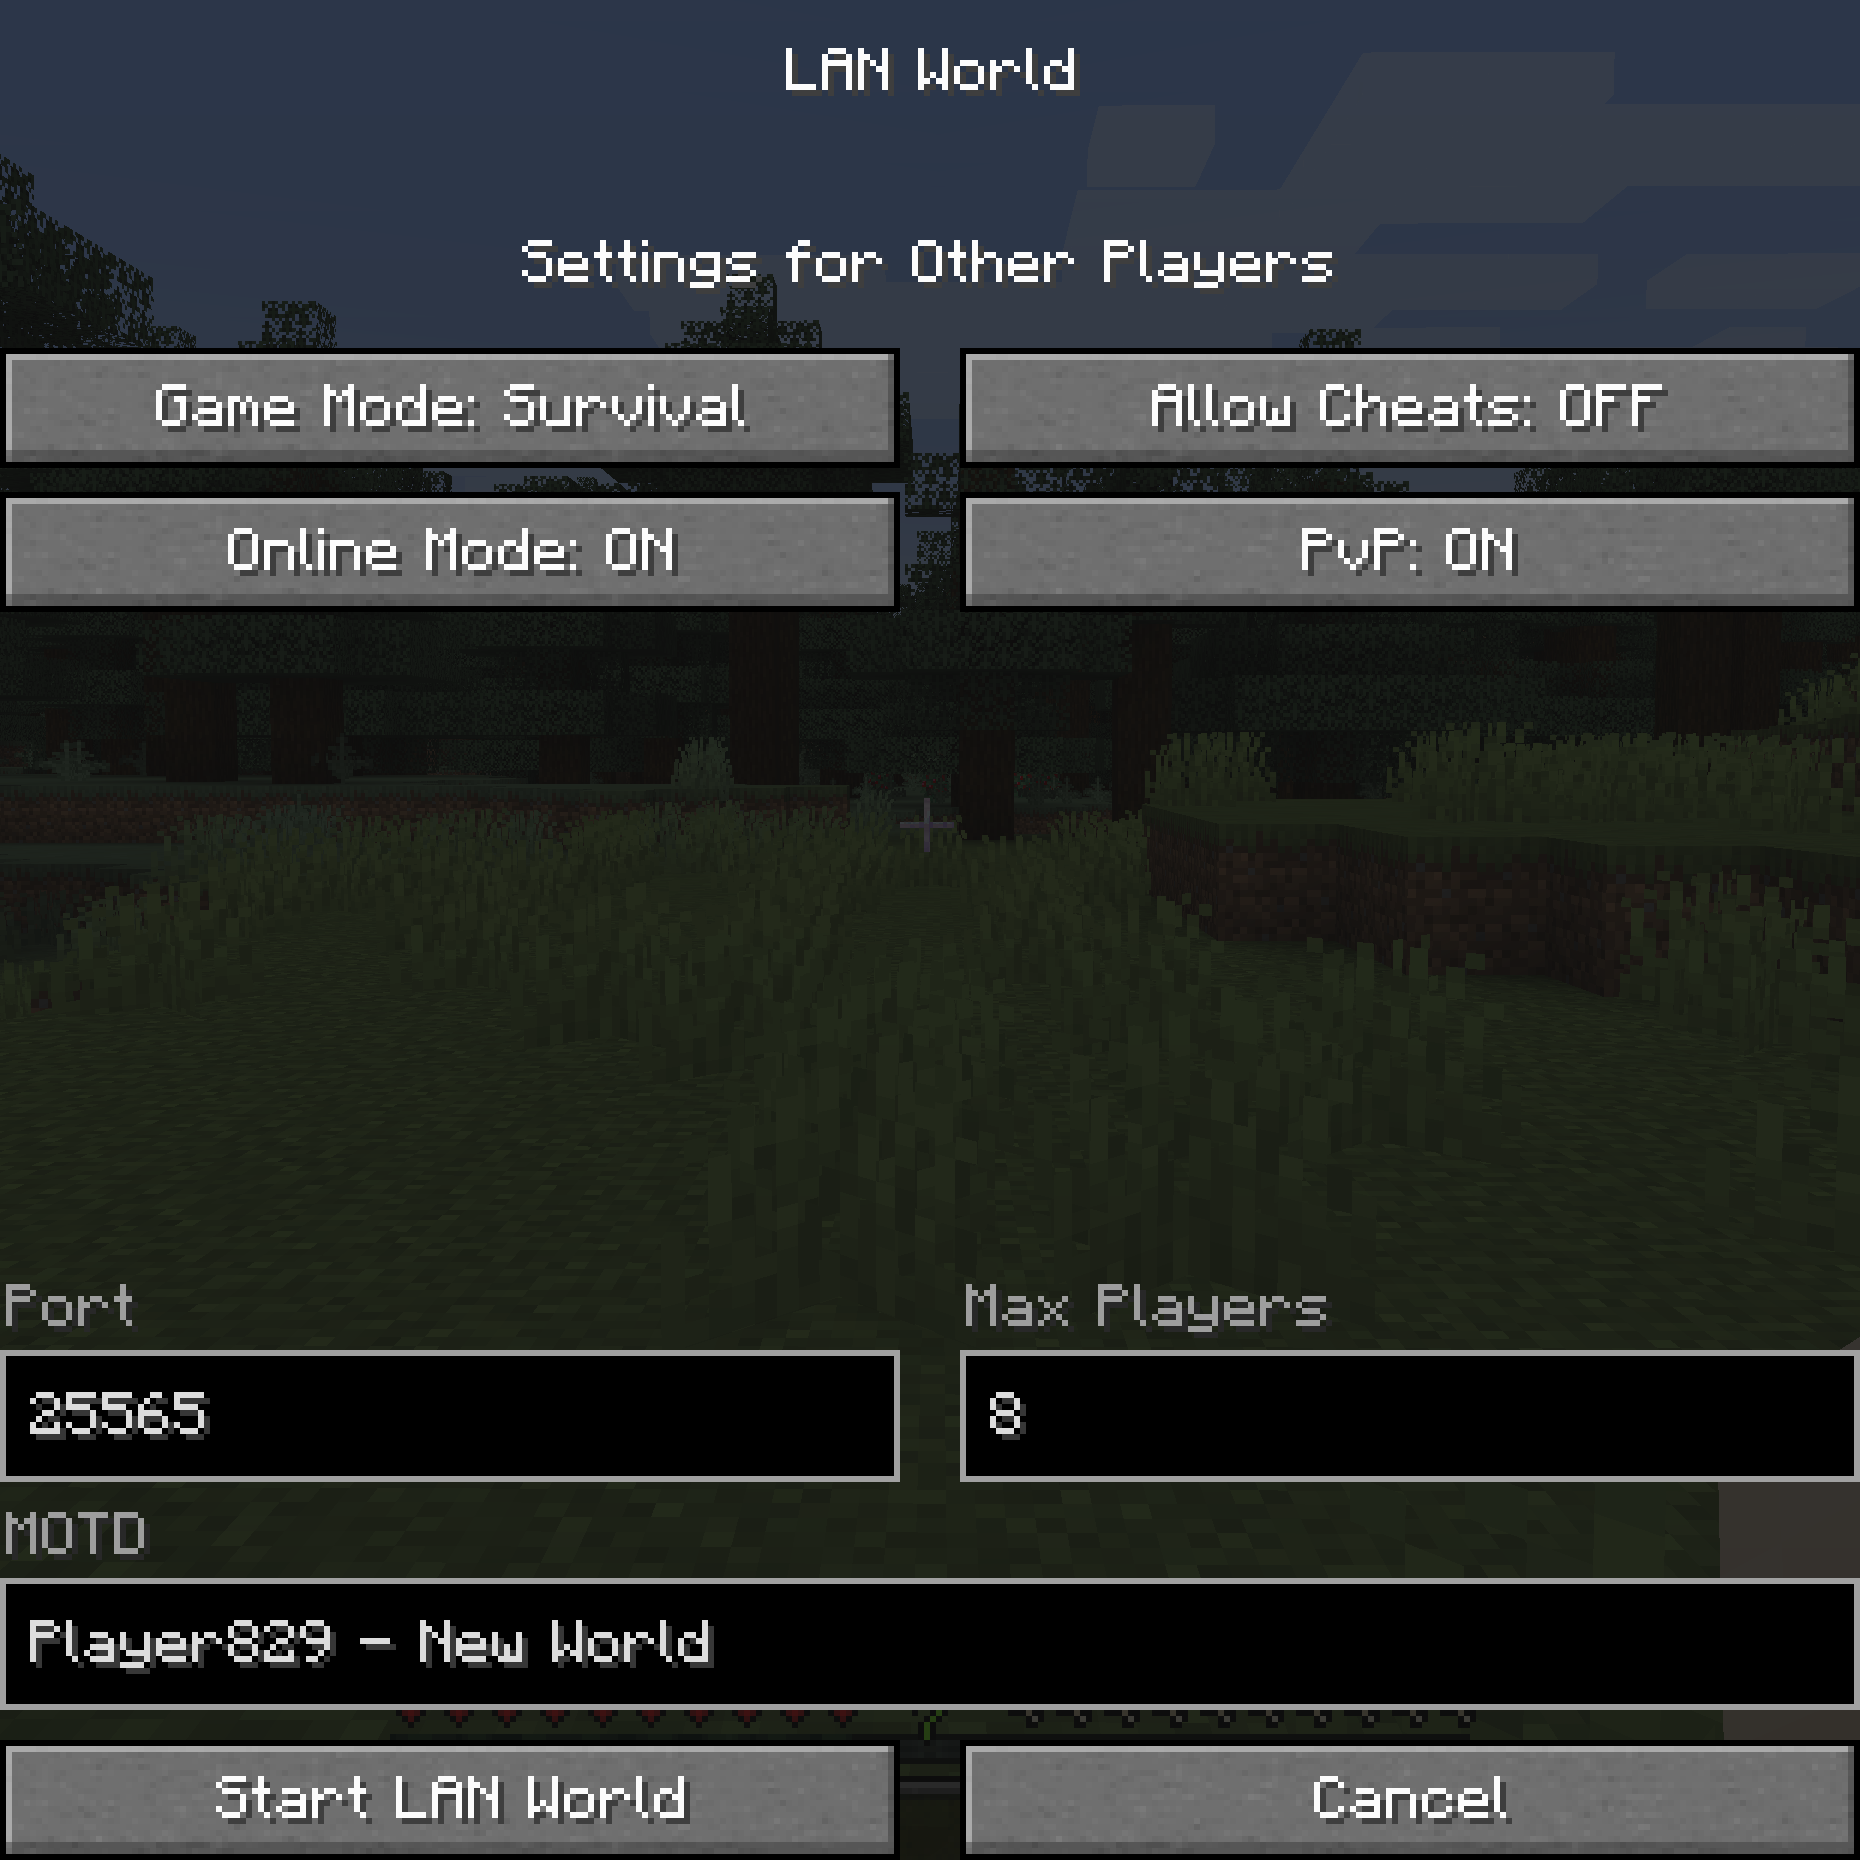 LAN World
Settings for Other Players
Game Mode: Survival
Allow Cheats: OFF
Online Mode: ON
PvP: ON
Port
Max Players
25565
8
MOTD
Player829 - New World
Start LAN World
Cancel